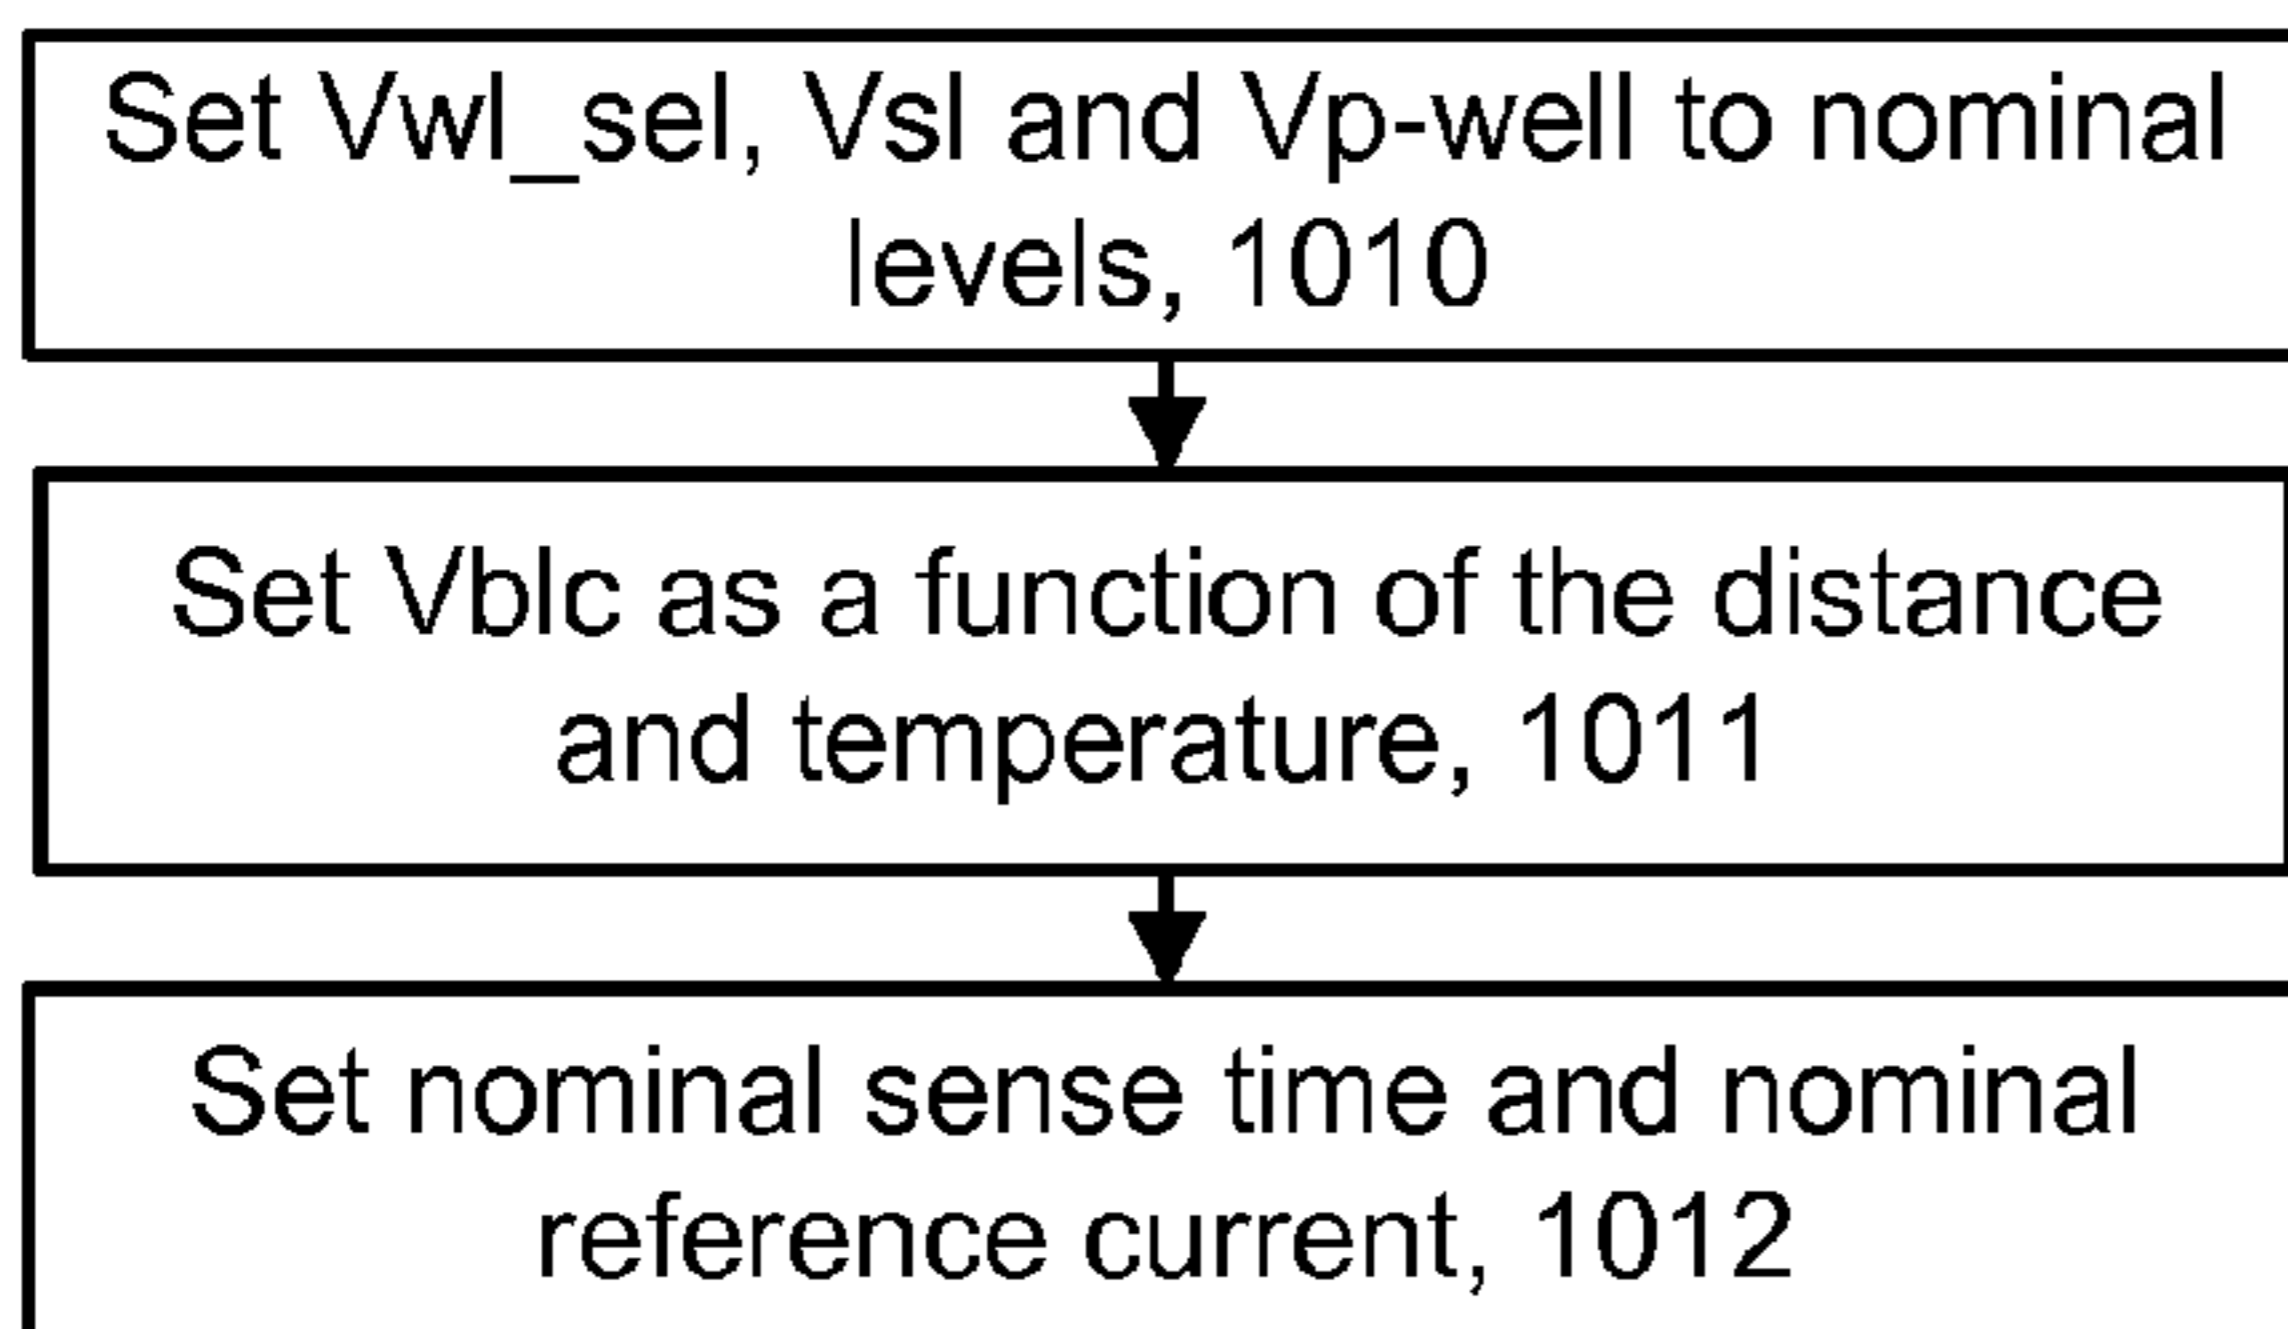 Set Vwl_sel, Vsl and Vp-well to nominal
levels, 1010
Set Vblc as a function of the distance
and temperature, 1011
Set nominal sense time and nominal
reference current, 1012